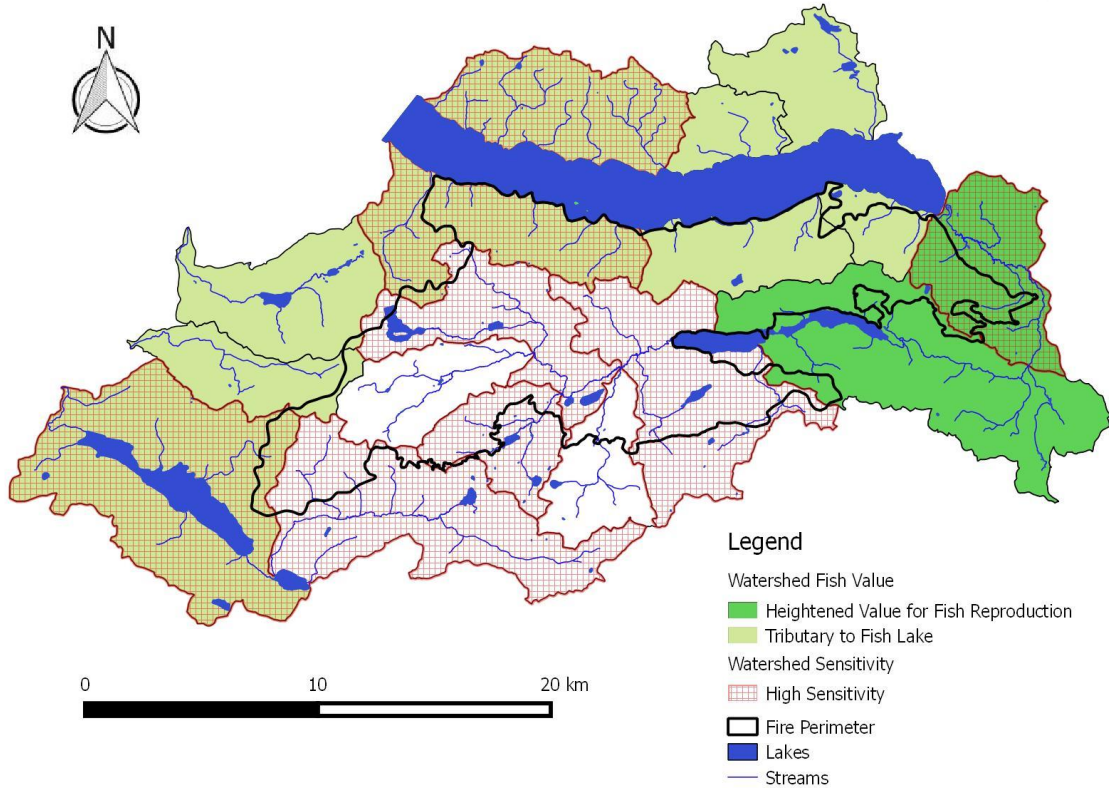 N
Legend
Watershed Fish Value
Heightened Value for Fish Reproduction
Tributary to Fish Lake
Watershed Sensitivity
High Sensitivity
Fire Perimeter
Lakes
Streams
0 10 20 km